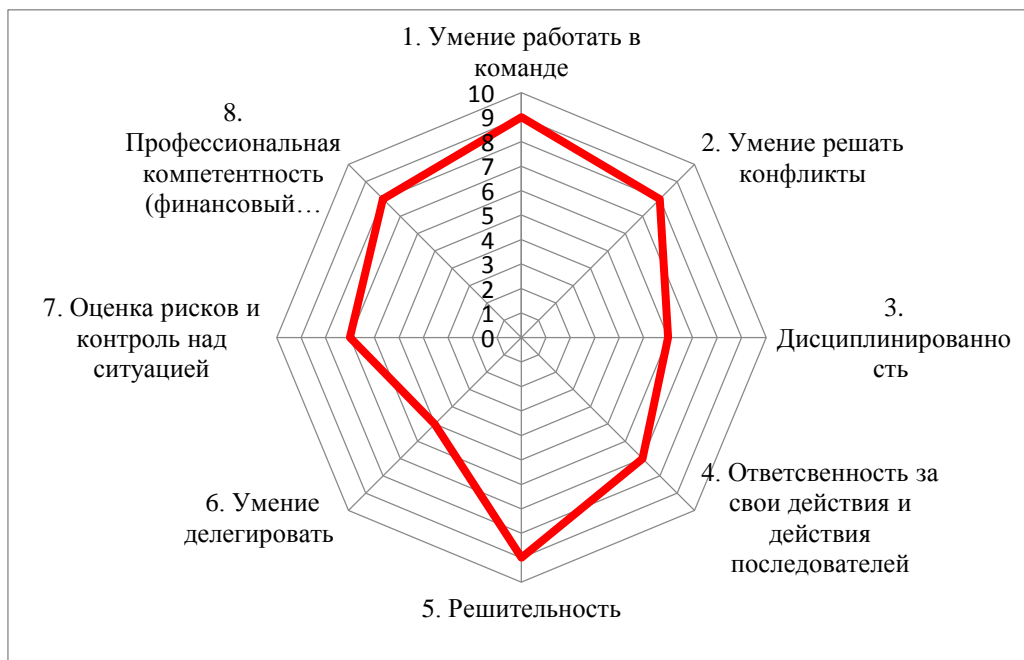 1. Умение работать в
команде
10
9
8
7
6
5
4
3
2
1
0
2. Умение решать
конфликты
3.
Дисциплинированно
сть
4. Ответсвенность за
свои действия и
действия
последователей
5. Решительность
6. Умение
делегировать
7. Оценка рисков и
контроль над
ситуацией
8.
Профессиональная
компетентность
(финансовый…